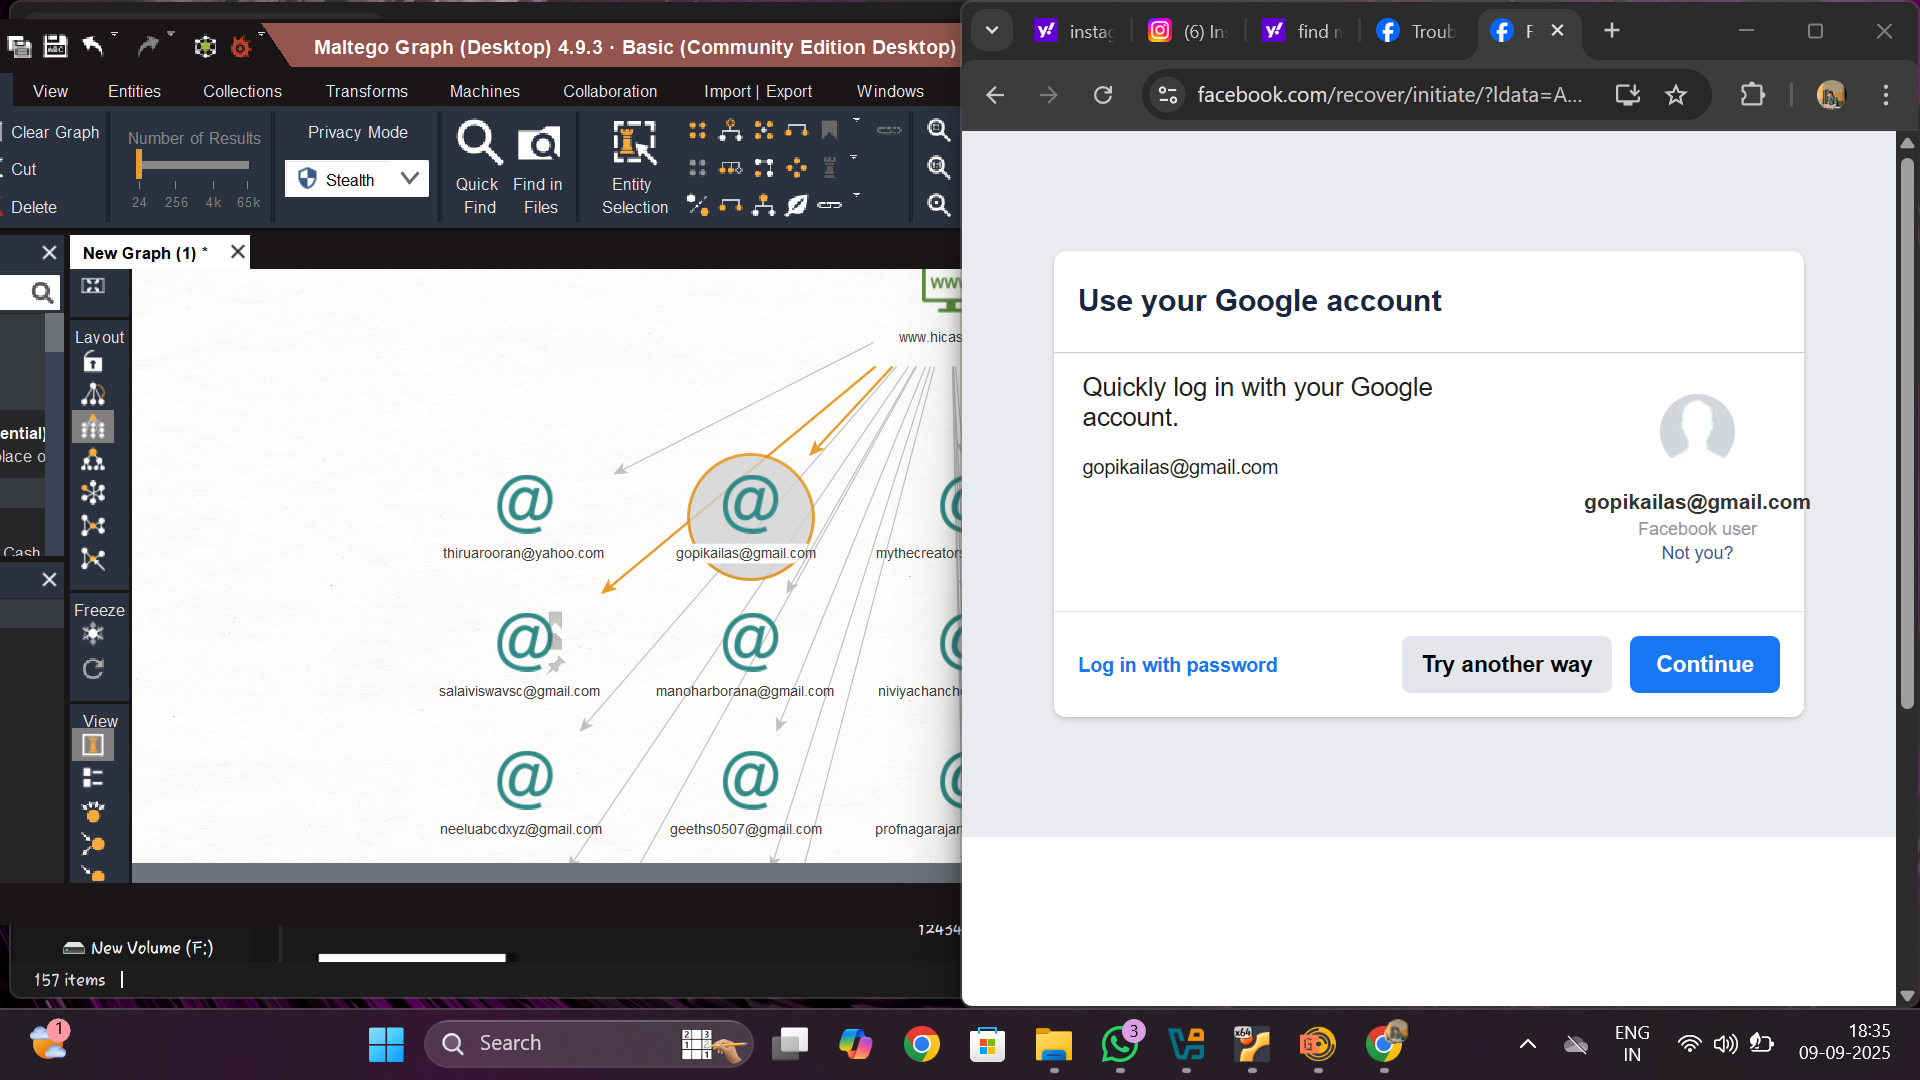 Maltego Graph (Desktop) 4.9.3 · Basic (Community Edition Desktop)
View Entities Collections Transforms Machines Collaboration Import | Export Windows
Clear Graph
Cut
Delete
Number of Results
24 256 4k 65k
Privacy Mode
Stealth
Quick Find
Find in Files
Entity Selection
New Graph (1) *
Layout
Freeze
View
ential)
lace o
Cash
www.hicas
thiruarooran@yahoo.com
gopikailas@gmail.com
mythecreators
salaiviswavsc@gmail.com
manoharborana@gmail.com
niviyachanch
neeluabcdxyz@gmail.com
geeths0507@gmail.com
profnagarajan
New Volume (F:)
157 items
instag
(6) Ins
find m
Troub
F
facebook.com/recover/initiate/?ldata=A...
Use your Google account
Quickly log in with your Google
account.
gopikailas@gmail.com
gopikailas@gmail.com
Facebook user
Not you?
Log in with password
Try another way
Continue
1
Search
3
ENG
IN
18:35
09-09-2025